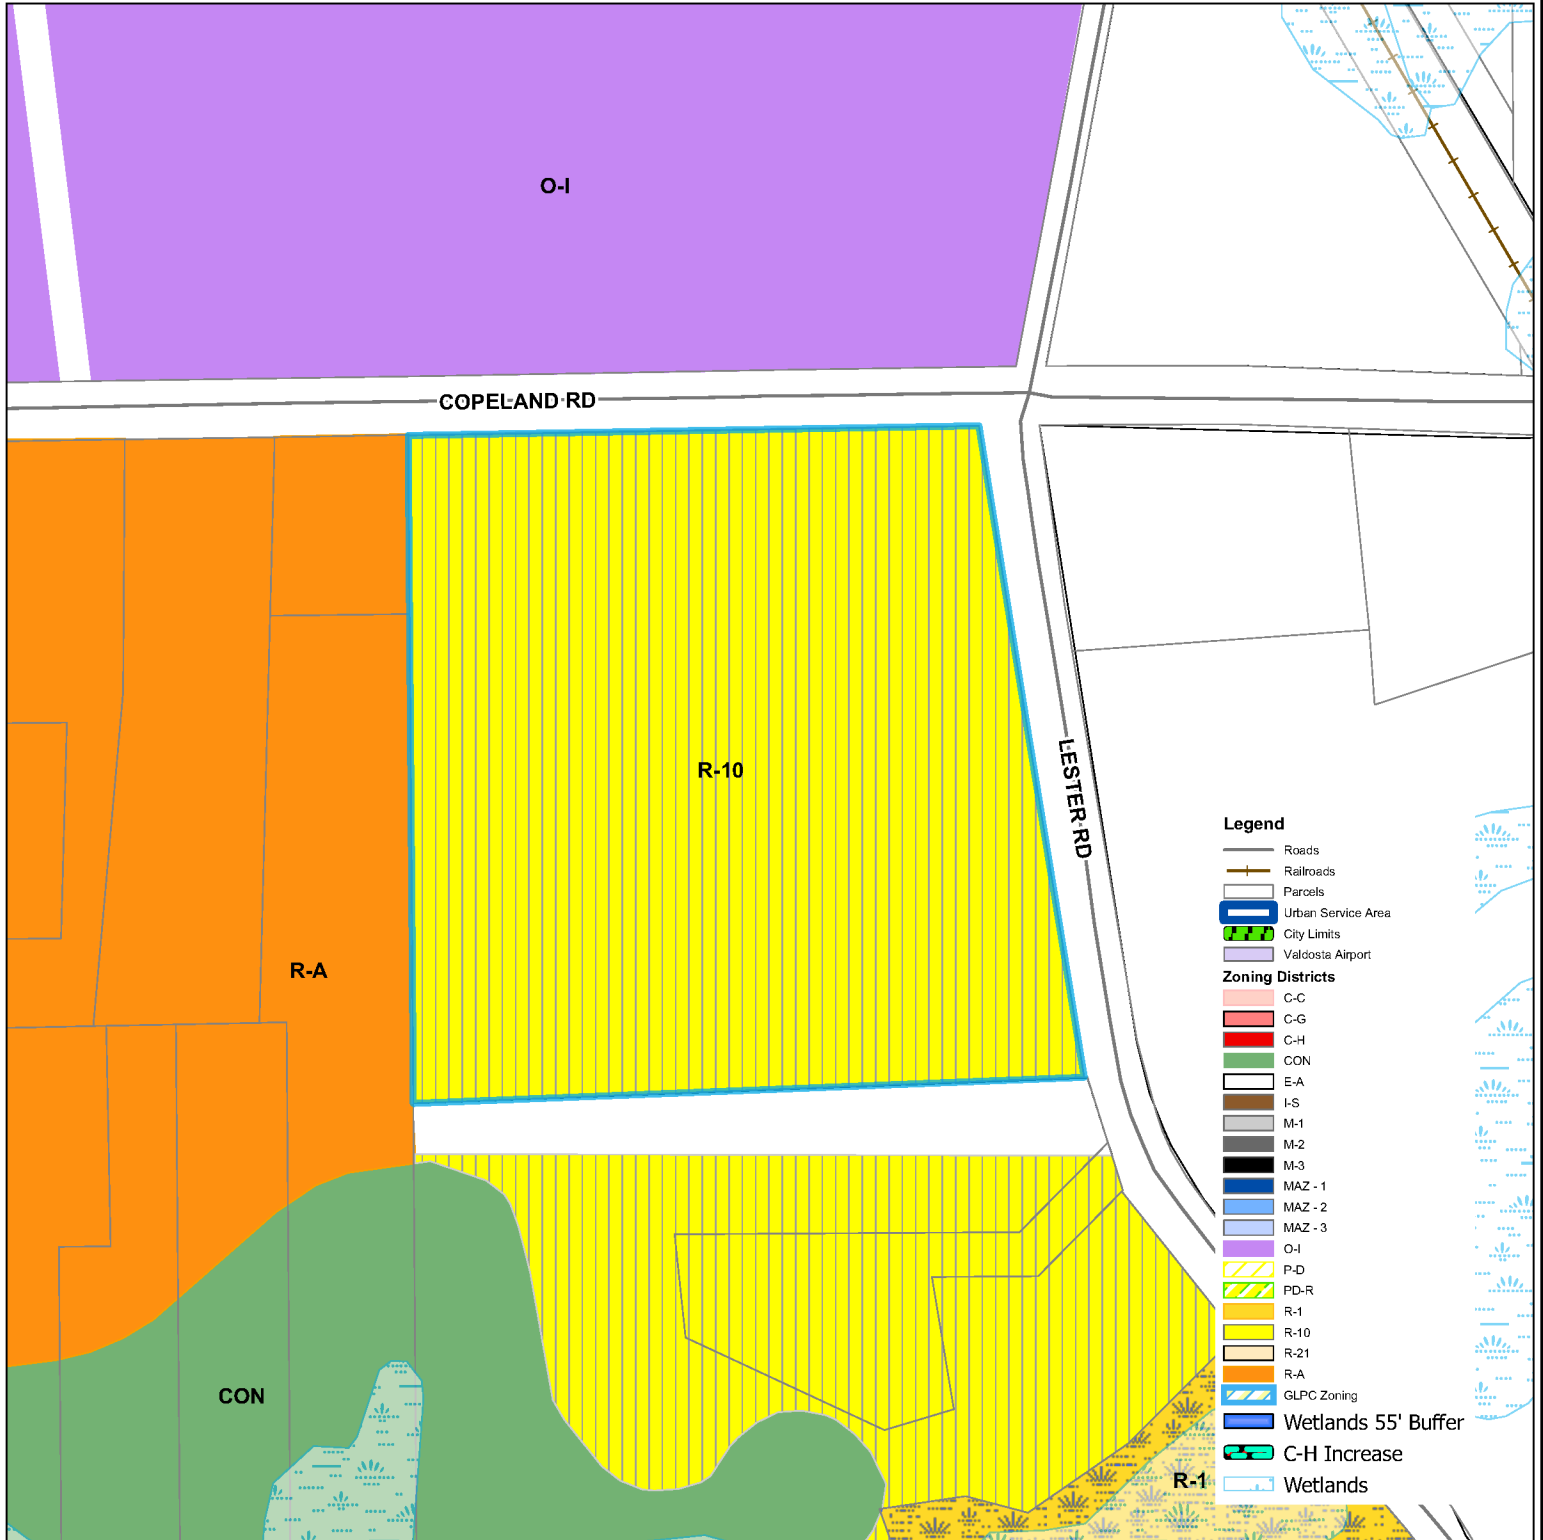 O-I
COPELAND RD
R-10
LESTER RD
R-A
CON
R-1
Legend
Roads
Railroads
Parcels
Urban Service Area
City Limits
Valdosta Airport
Zoning Districts
C-C
C-G
C-H
CON
E-A
I-S
M-1
M-2
M-3
MAZ - 1
MAZ - 2
MAZ - 3
O-I
P-D
PD-R
R-1
R-10
R-21
R-A
GLPC Zoning
Wetlands 55' Buffer
C-H Increase
Wetlands